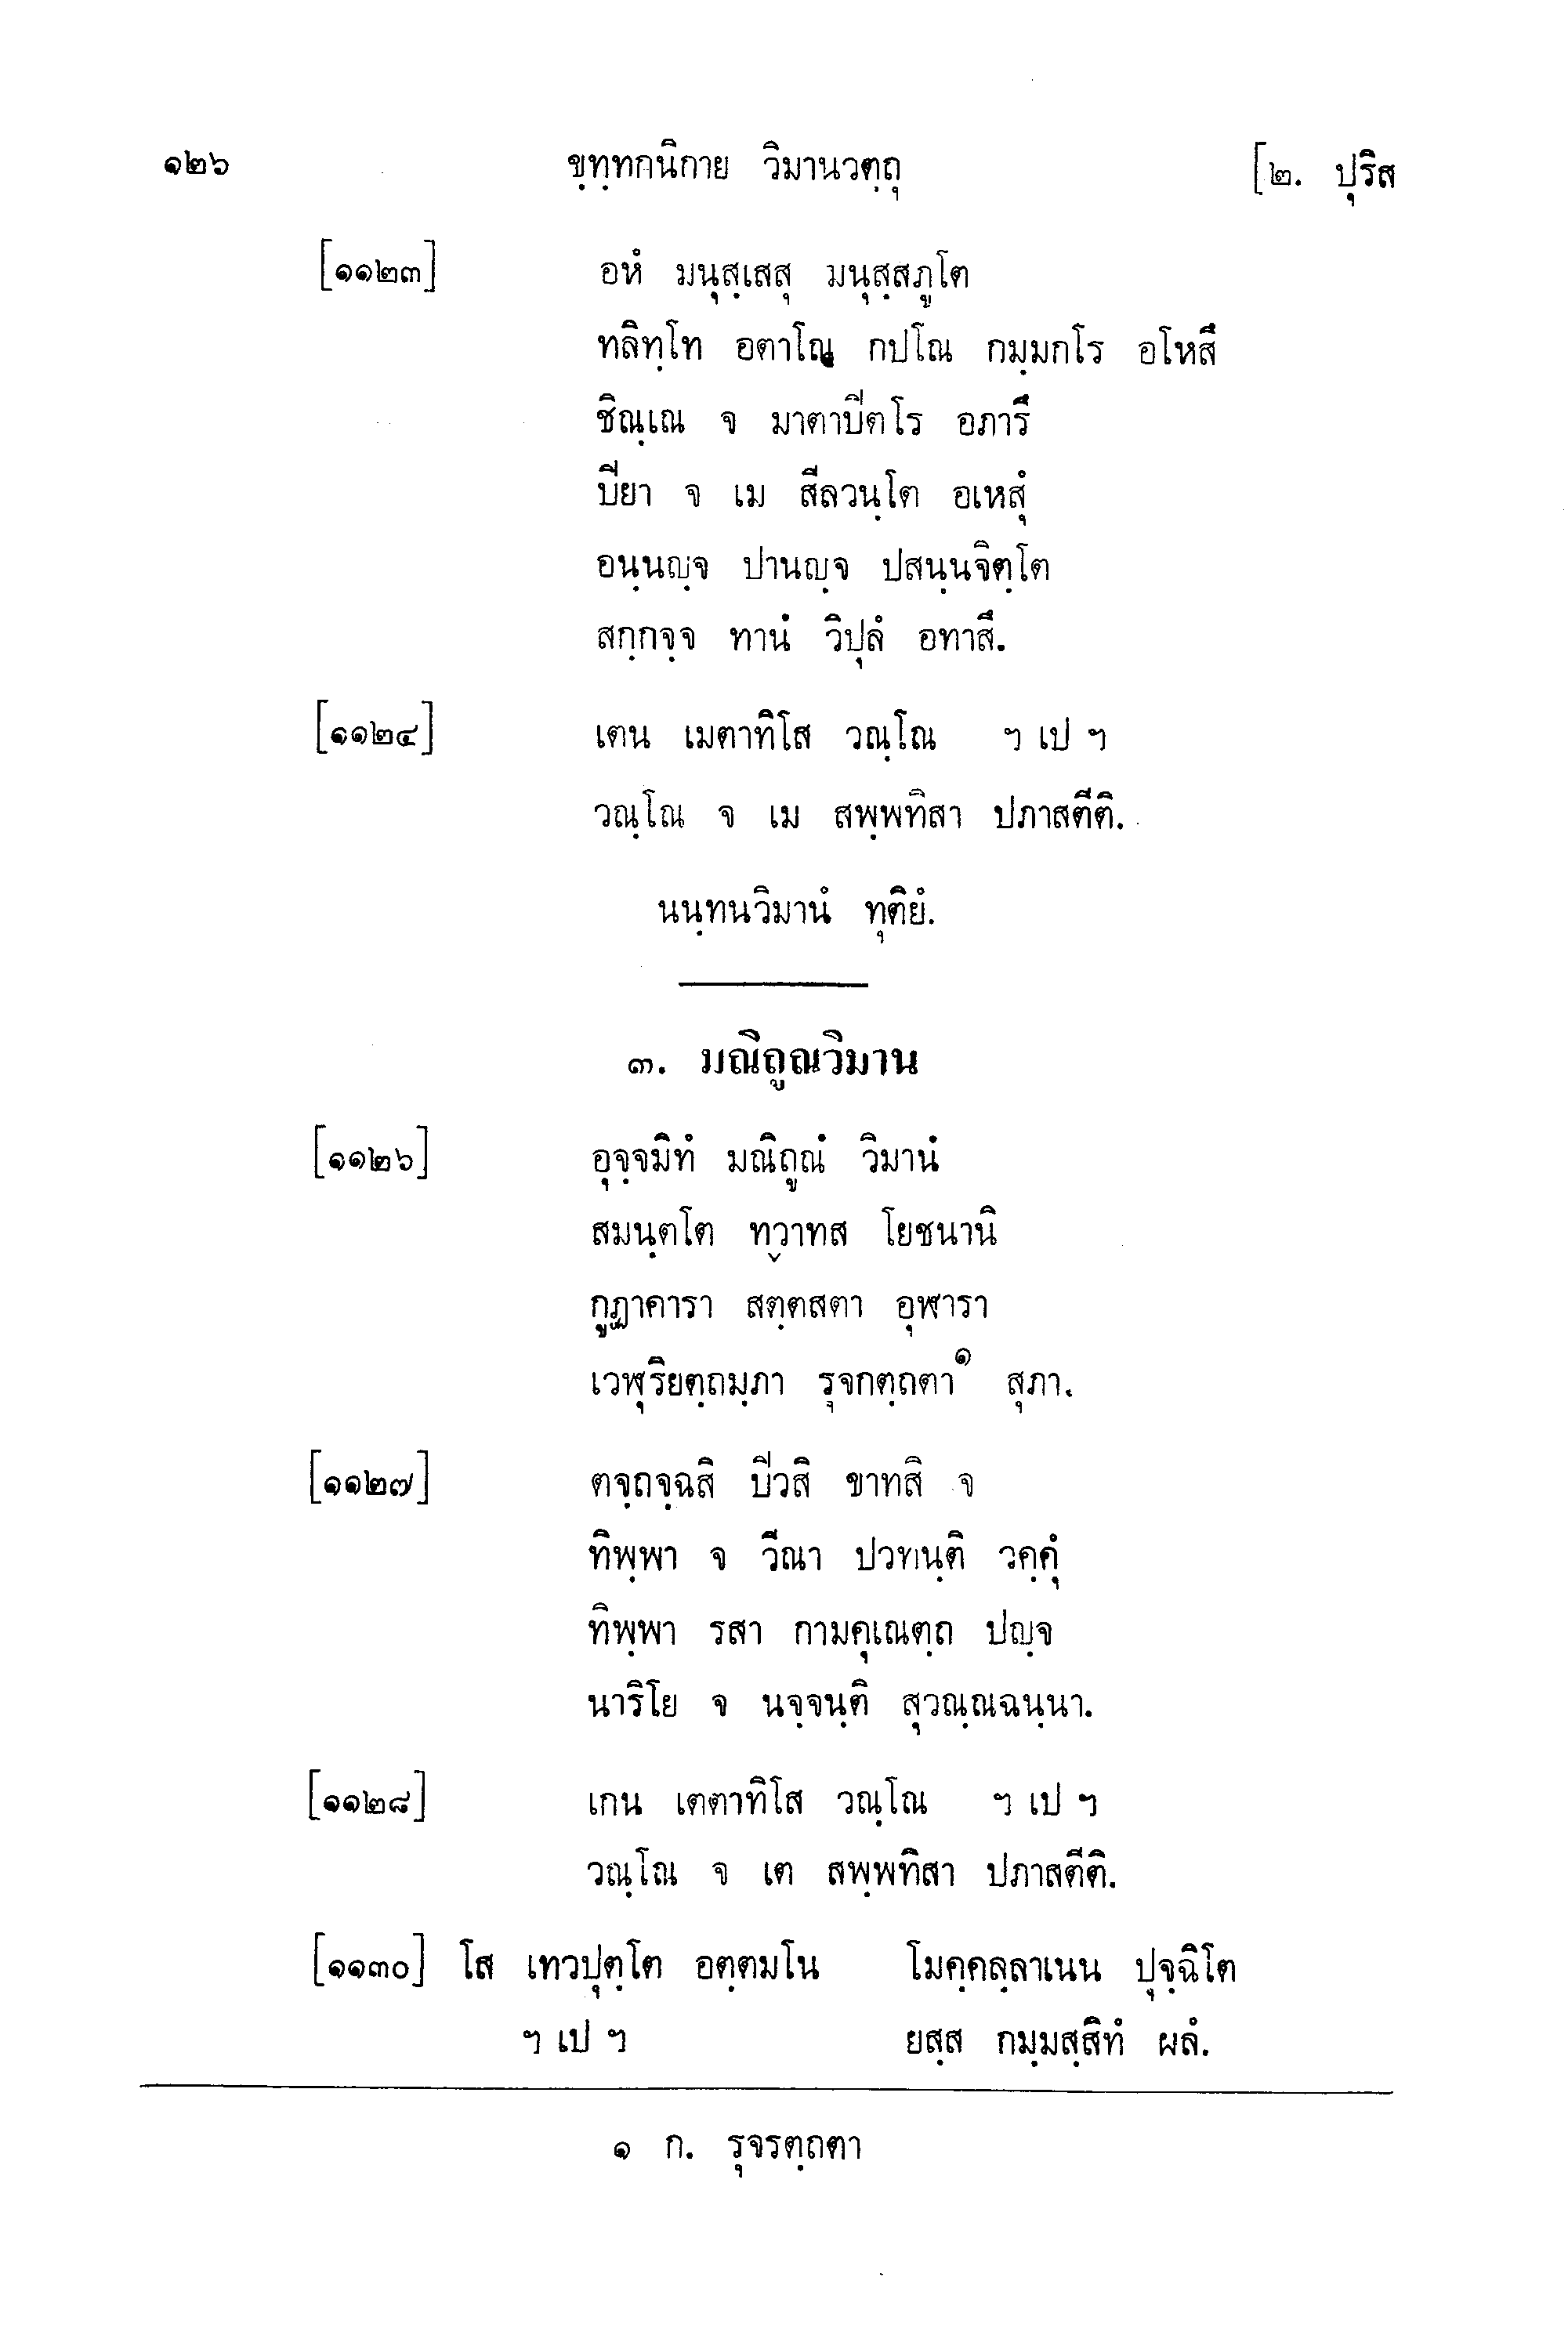 ๑๒๖ ขุทฺทกนิกาย วิมานวตฺถุ [๒. ปุริส
[๑๑๒๓] อหํ มนุสฺเสสุ มนุสฺสภูโต
ทลิทฺโท อตาโณ กปโณ กมฺมกโร อโหสึ
ชิณฺเณ จ มาตาปิตโร อภารึ
ปิยา จ เม สีลวนฺโต อเหสุํ
อนฺนญฺจ ปานญฺจ ปสนฺนจิตฺโต
สกฺกจฺจ ทานํ วิปุลํ อทาสึ.
[๑๑๒๔] เตน เมตาทิโส วณฺโณ ฯ เป ฯ
วณฺโณ จ เม สพฺพทิสา ปภาสตีติ.
นนฺทนวิมานํ ทุติยํ.
๓. มณิถูณวิมาน
[๑๑๒๖] อุจฺจมิทํ มณิถูณํ วิมานํ
สมนฺตโต ทฺวาทส โยชนานิ
กูฏาคารา สตฺตสตา อุฬารา
เวฬุริยตฺถมฺภา รุจกตฺถตา๑ สุภา.
[๑๑๒๗] ตจฺถจฺฉสิ ปิวสิ ขาทสิ จ
ทิพฺพา จ วีณา ปวทนฺติ วคฺคุํ
ทิพฺพา รสา กามคุเณตฺถ ปญฺจ
นาริโย จ นจฺจนฺติ สุวณฺณฉนฺนา.
[๑๑๒๘] เกน เตตาทิโส วณฺโณ ฯ เป ฯ
วณฺโณ จ เต สพฺพทิสา ปภาสตีติ.
[๑๑๓๐] โส เทวปุตฺโต อตฺตมโน โมคฺคลฺลาเนน ปุจฺฉิโต
ฯ เป ฯ ยสฺส กมฺมสฺสิทํ ผลํ.
๑ ก. รุจรตฺถตา